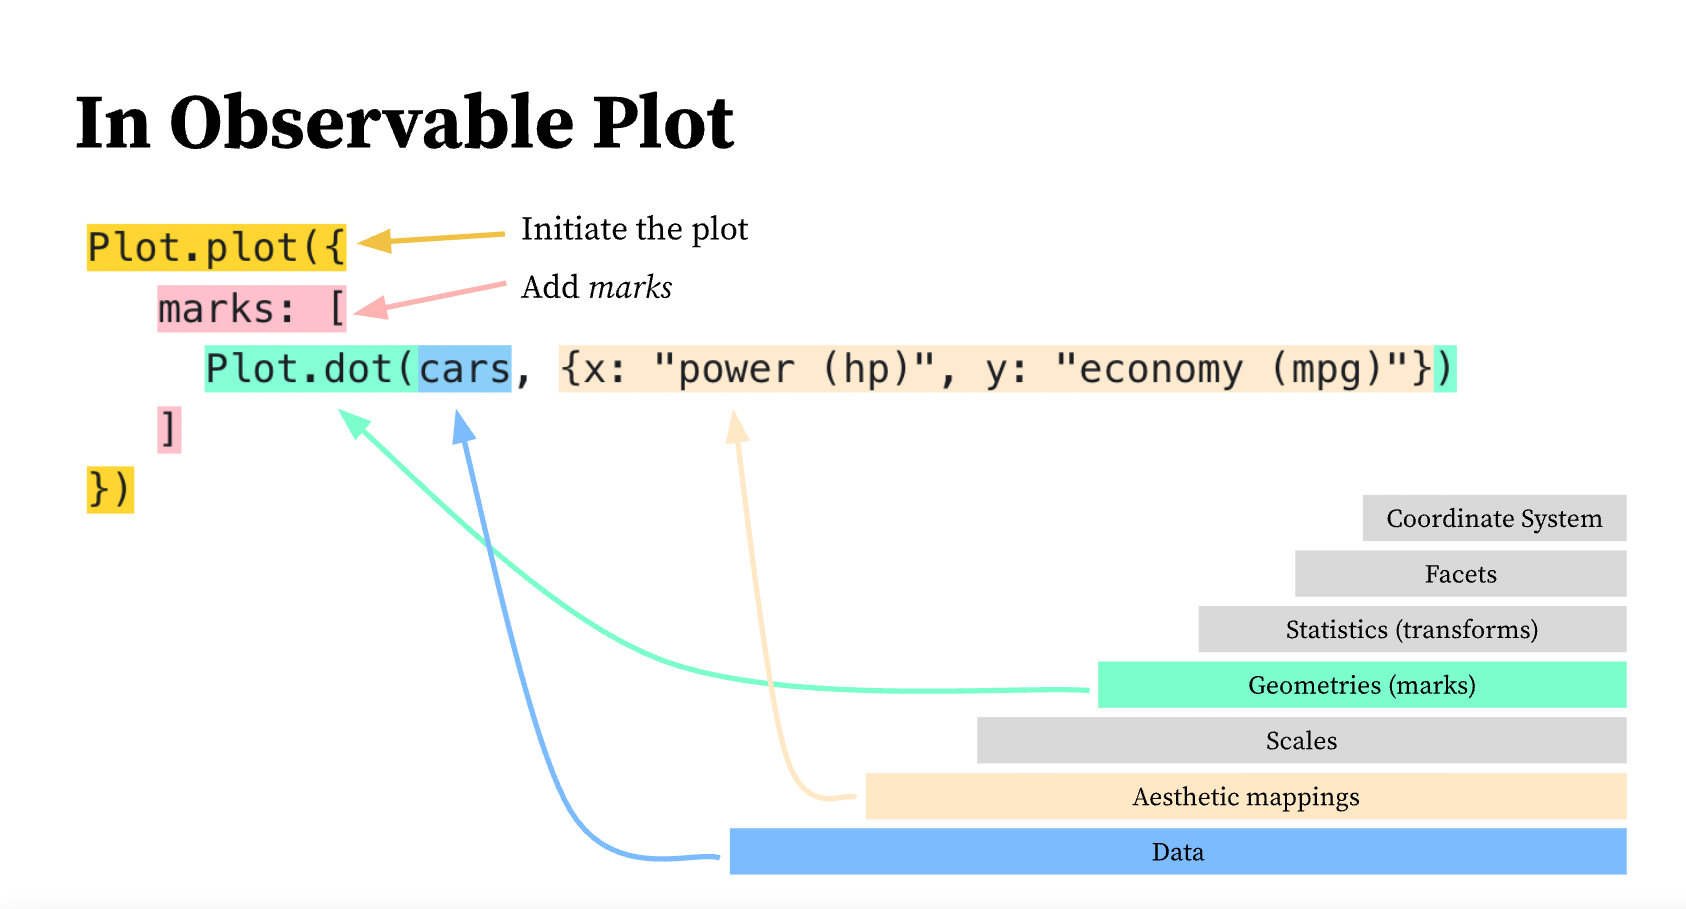 In Observable Plot
Plot.plot({
Initiate the plot
marks: [
Add marks
Plot.dot(cars, {x: "power (hp)", y: "economy (mpg)"})
]
})
Coordinate System
Facets
Statistics (transforms)
Geometries (marks)
Scales
Aesthetic mappings
Data